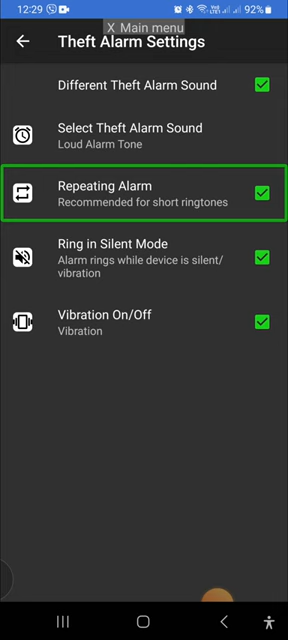 12:29
92%
X Main menu
Theft Alarm Settings
Different Theft Alarm Sound
Select Theft Alarm Sound
Loud Alarm Tone
Repeating Alarm
Recommended for short ringtones
Ring in Silent Mode
Alarm rings while device is silent/
vibration
Vibration On/Off
Vibration